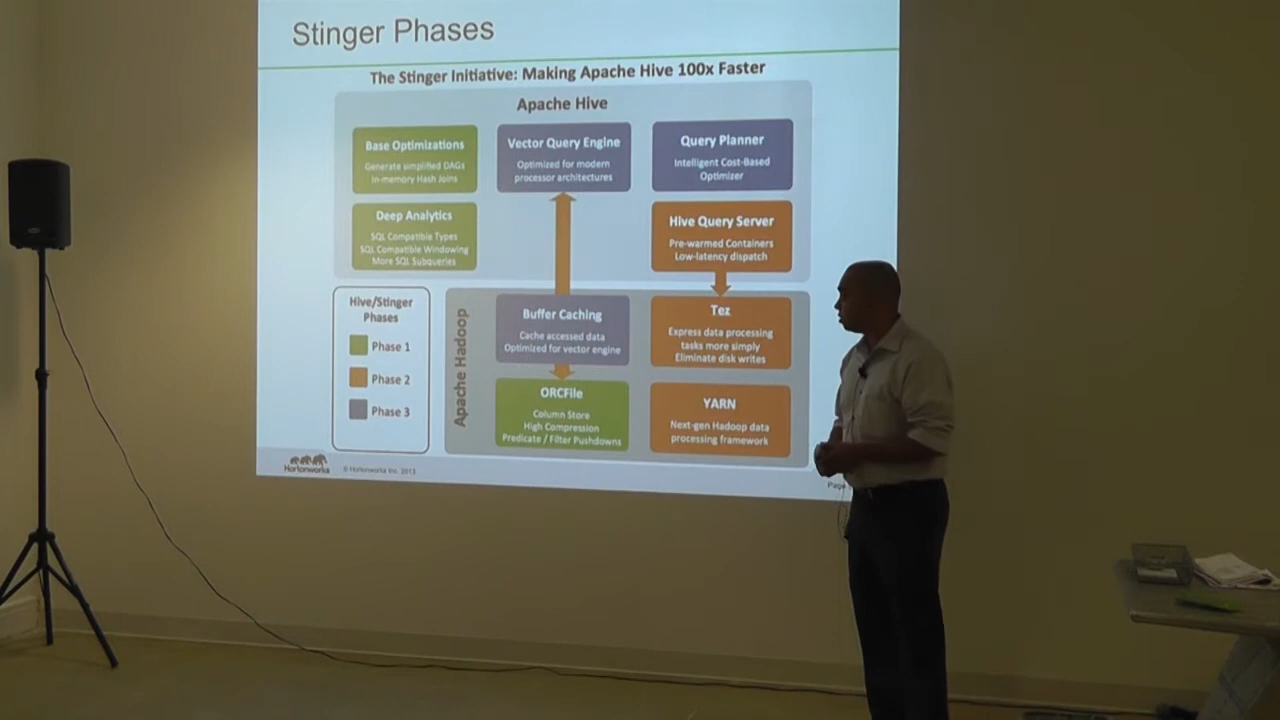 Stinger Phases
The Stinger Initiative: Making Apache Hive 100x Faster
Apache Hive
Base Optimizations
Generate simplified DAGs
In-memory Hash Joins
Vector Query Engine
Optimized for modern
processor architectures
Query Planner
Intelligent Cost-Based
Optimizer
Deep Analytics
SQL Compatible Types
SQL Compatible Windowing
More SQL Subqueries
Hive Query Server
Pre-warmed Containers
Low-latency dispatch
Hive/Stinger
Phases
Phase 1
Phase 2
Phase 3
Apache Hadoop
Buffer Caching
Cache accessed data
Optimized for vector engine
Tez
Express data processing
tasks more simply
Eliminate disk writes
ORCFile
Column Store
High Compression
Predicate / Filter Pushdowns
YARN
Next-gen Hadoop data
processing framework
Hortonworks
© Hortonworks Inc. 2013
Page